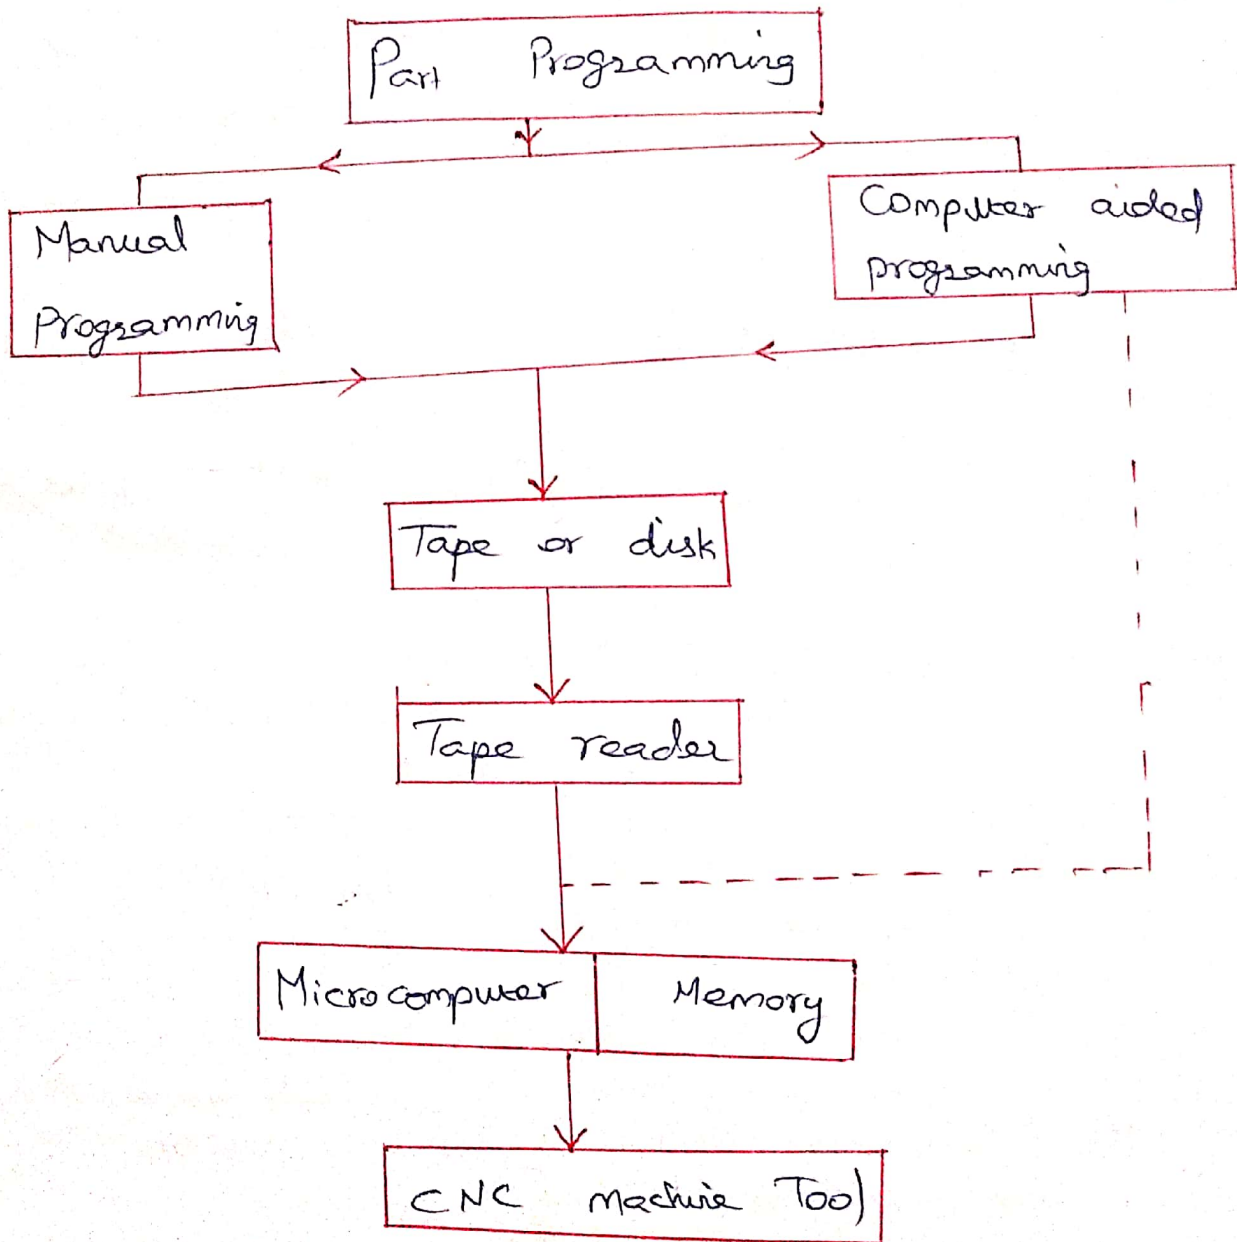 Part Programming
Manual
Programming
Computer aided
programming
Tape or disk
Tape reader
Microcomputer
Memory
CNC machine Tool